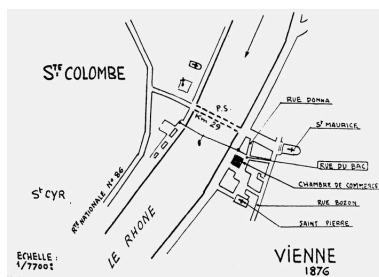 STE COLOMBE
P.S.
Km 29
RUE DONNA
St MAURICE
RUE DU BAC
CHAMBRE DE COMMERCE
St CYR
Rte NATIONALE No 86
RUE BOZON
LE RHONE
SAINT PIERRE
ECHELLE :
1/7700e
VIENNE
1876